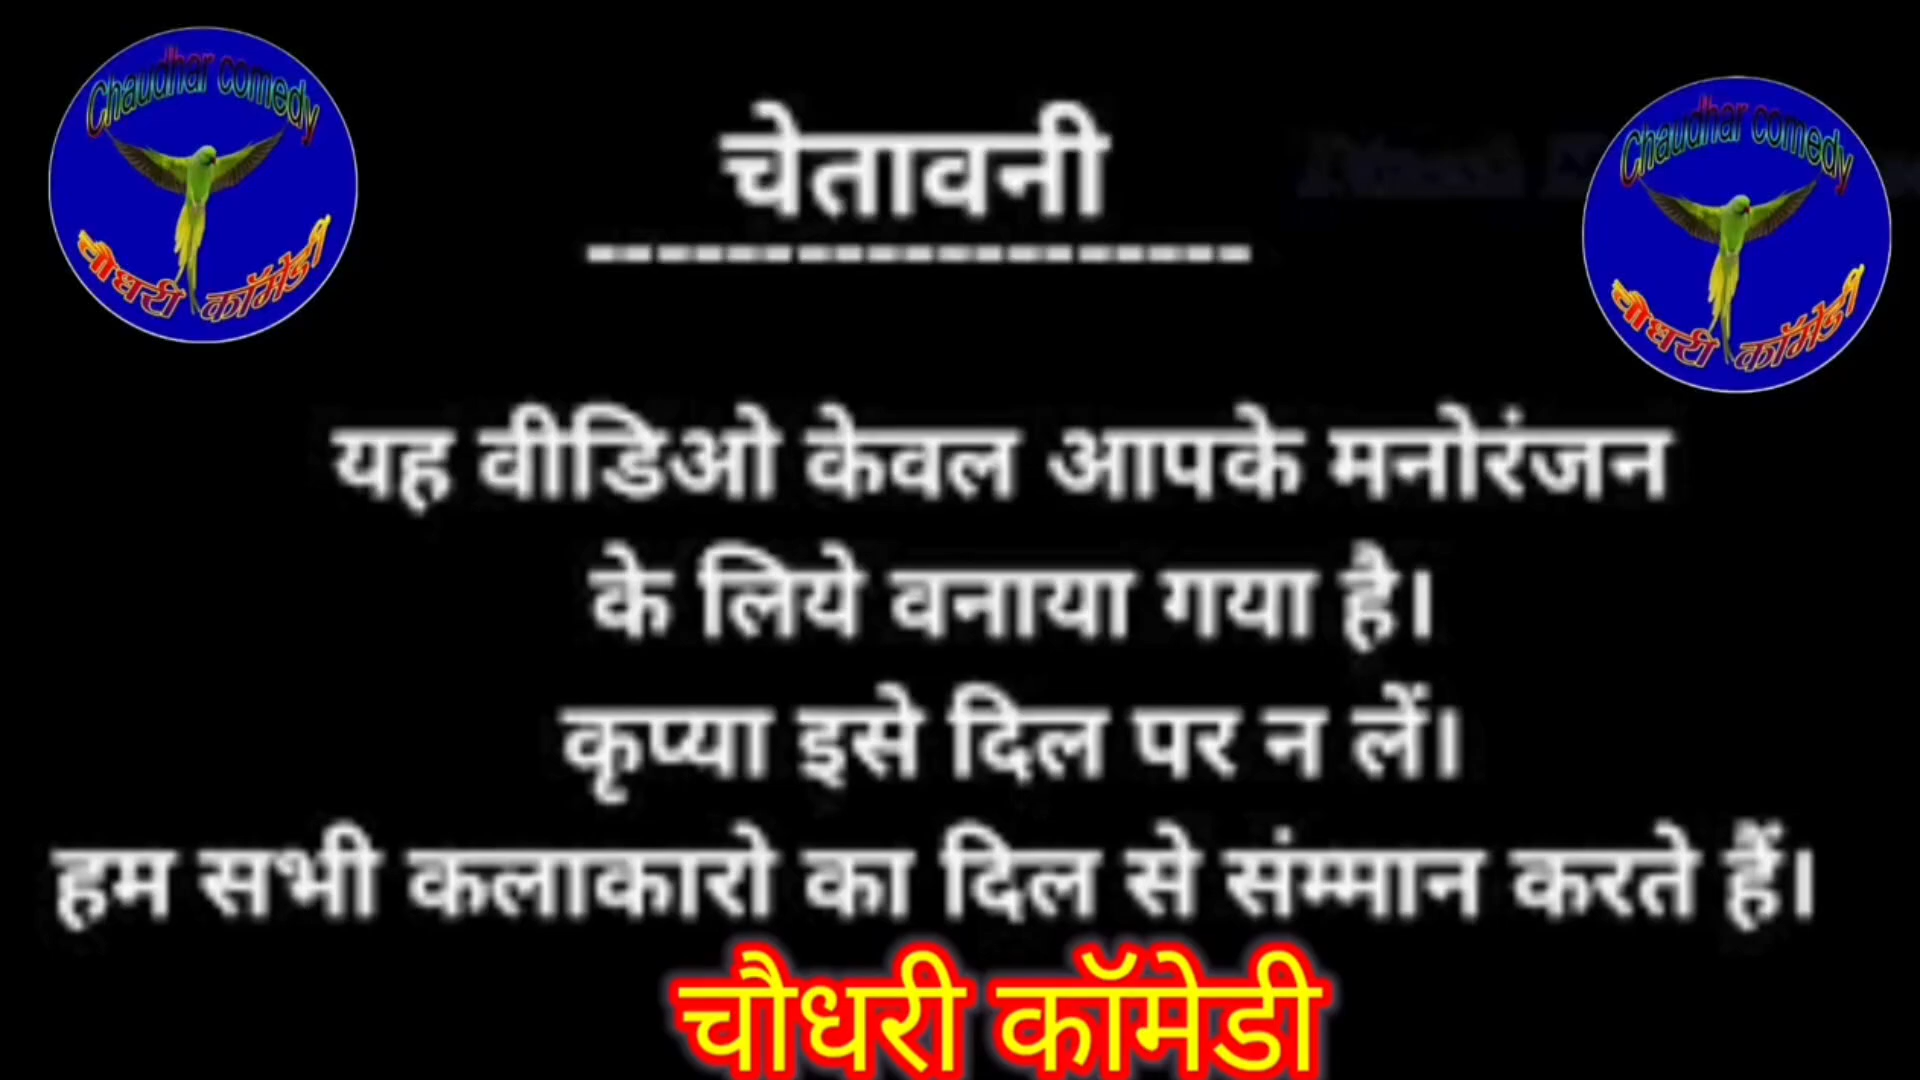 Chaudhar comedy
चौधरी कॉमेडी
चेतावनी
-------------------
Chaudhar comedy
चौधरी कॉमेडी
यह वीडिओ केवल आपके मनोरंजन
के लिये वनाया गया है।
कृप्या इसे दिल पर न लें।
हम सभी कलाकारो का दिल से संम्मान करते हैं।
चौधरी कॉमेडी